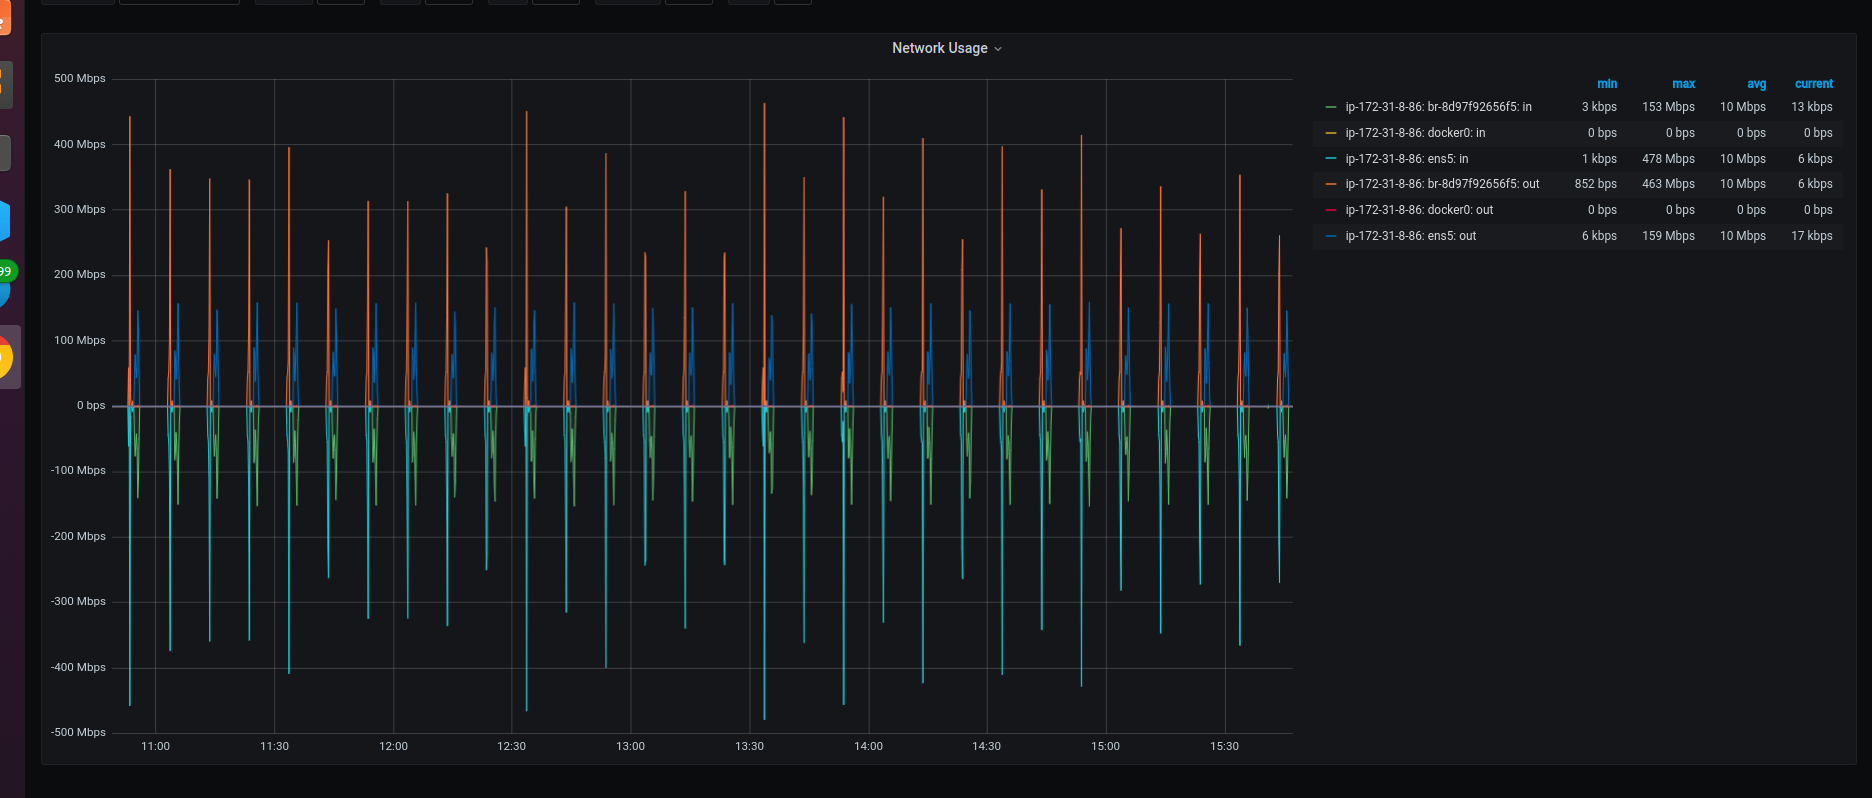 Network Usage
500 Mbps
400 Mbps
300 Mbps
200 Mbps
100 Mbps
0 bps
-100 Mbps
-200 Mbps
-300 Mbps
-400 Mbps
-500 Mbps
11:00 11:30 12:00 12:30 13:00 13:30 14:00 14:30 15:00 15:30
min max avg current
ip-172-31-8-86: br-8d97f92656f5: in 3 kbps 153 Mbps 10 Mbps 13 kbps
ip-172-31-8-86: docker0: in 0 bps 0 bps 0 bps 0 bps
ip-172-31-8-86: ens5: in 1 kbps 478 Mbps 10 Mbps 6 kbps
ip-172-31-8-86: br-8d97f92656f5: out 852 bps 463 Mbps 10 Mbps 6 kbps
ip-172-31-8-86: docker0: out 0 bps 0 bps 0 bps 0 bps
ip-172-31-8-86: ens5: out 6 kbps 159 Mbps 10 Mbps 17 kbps
99